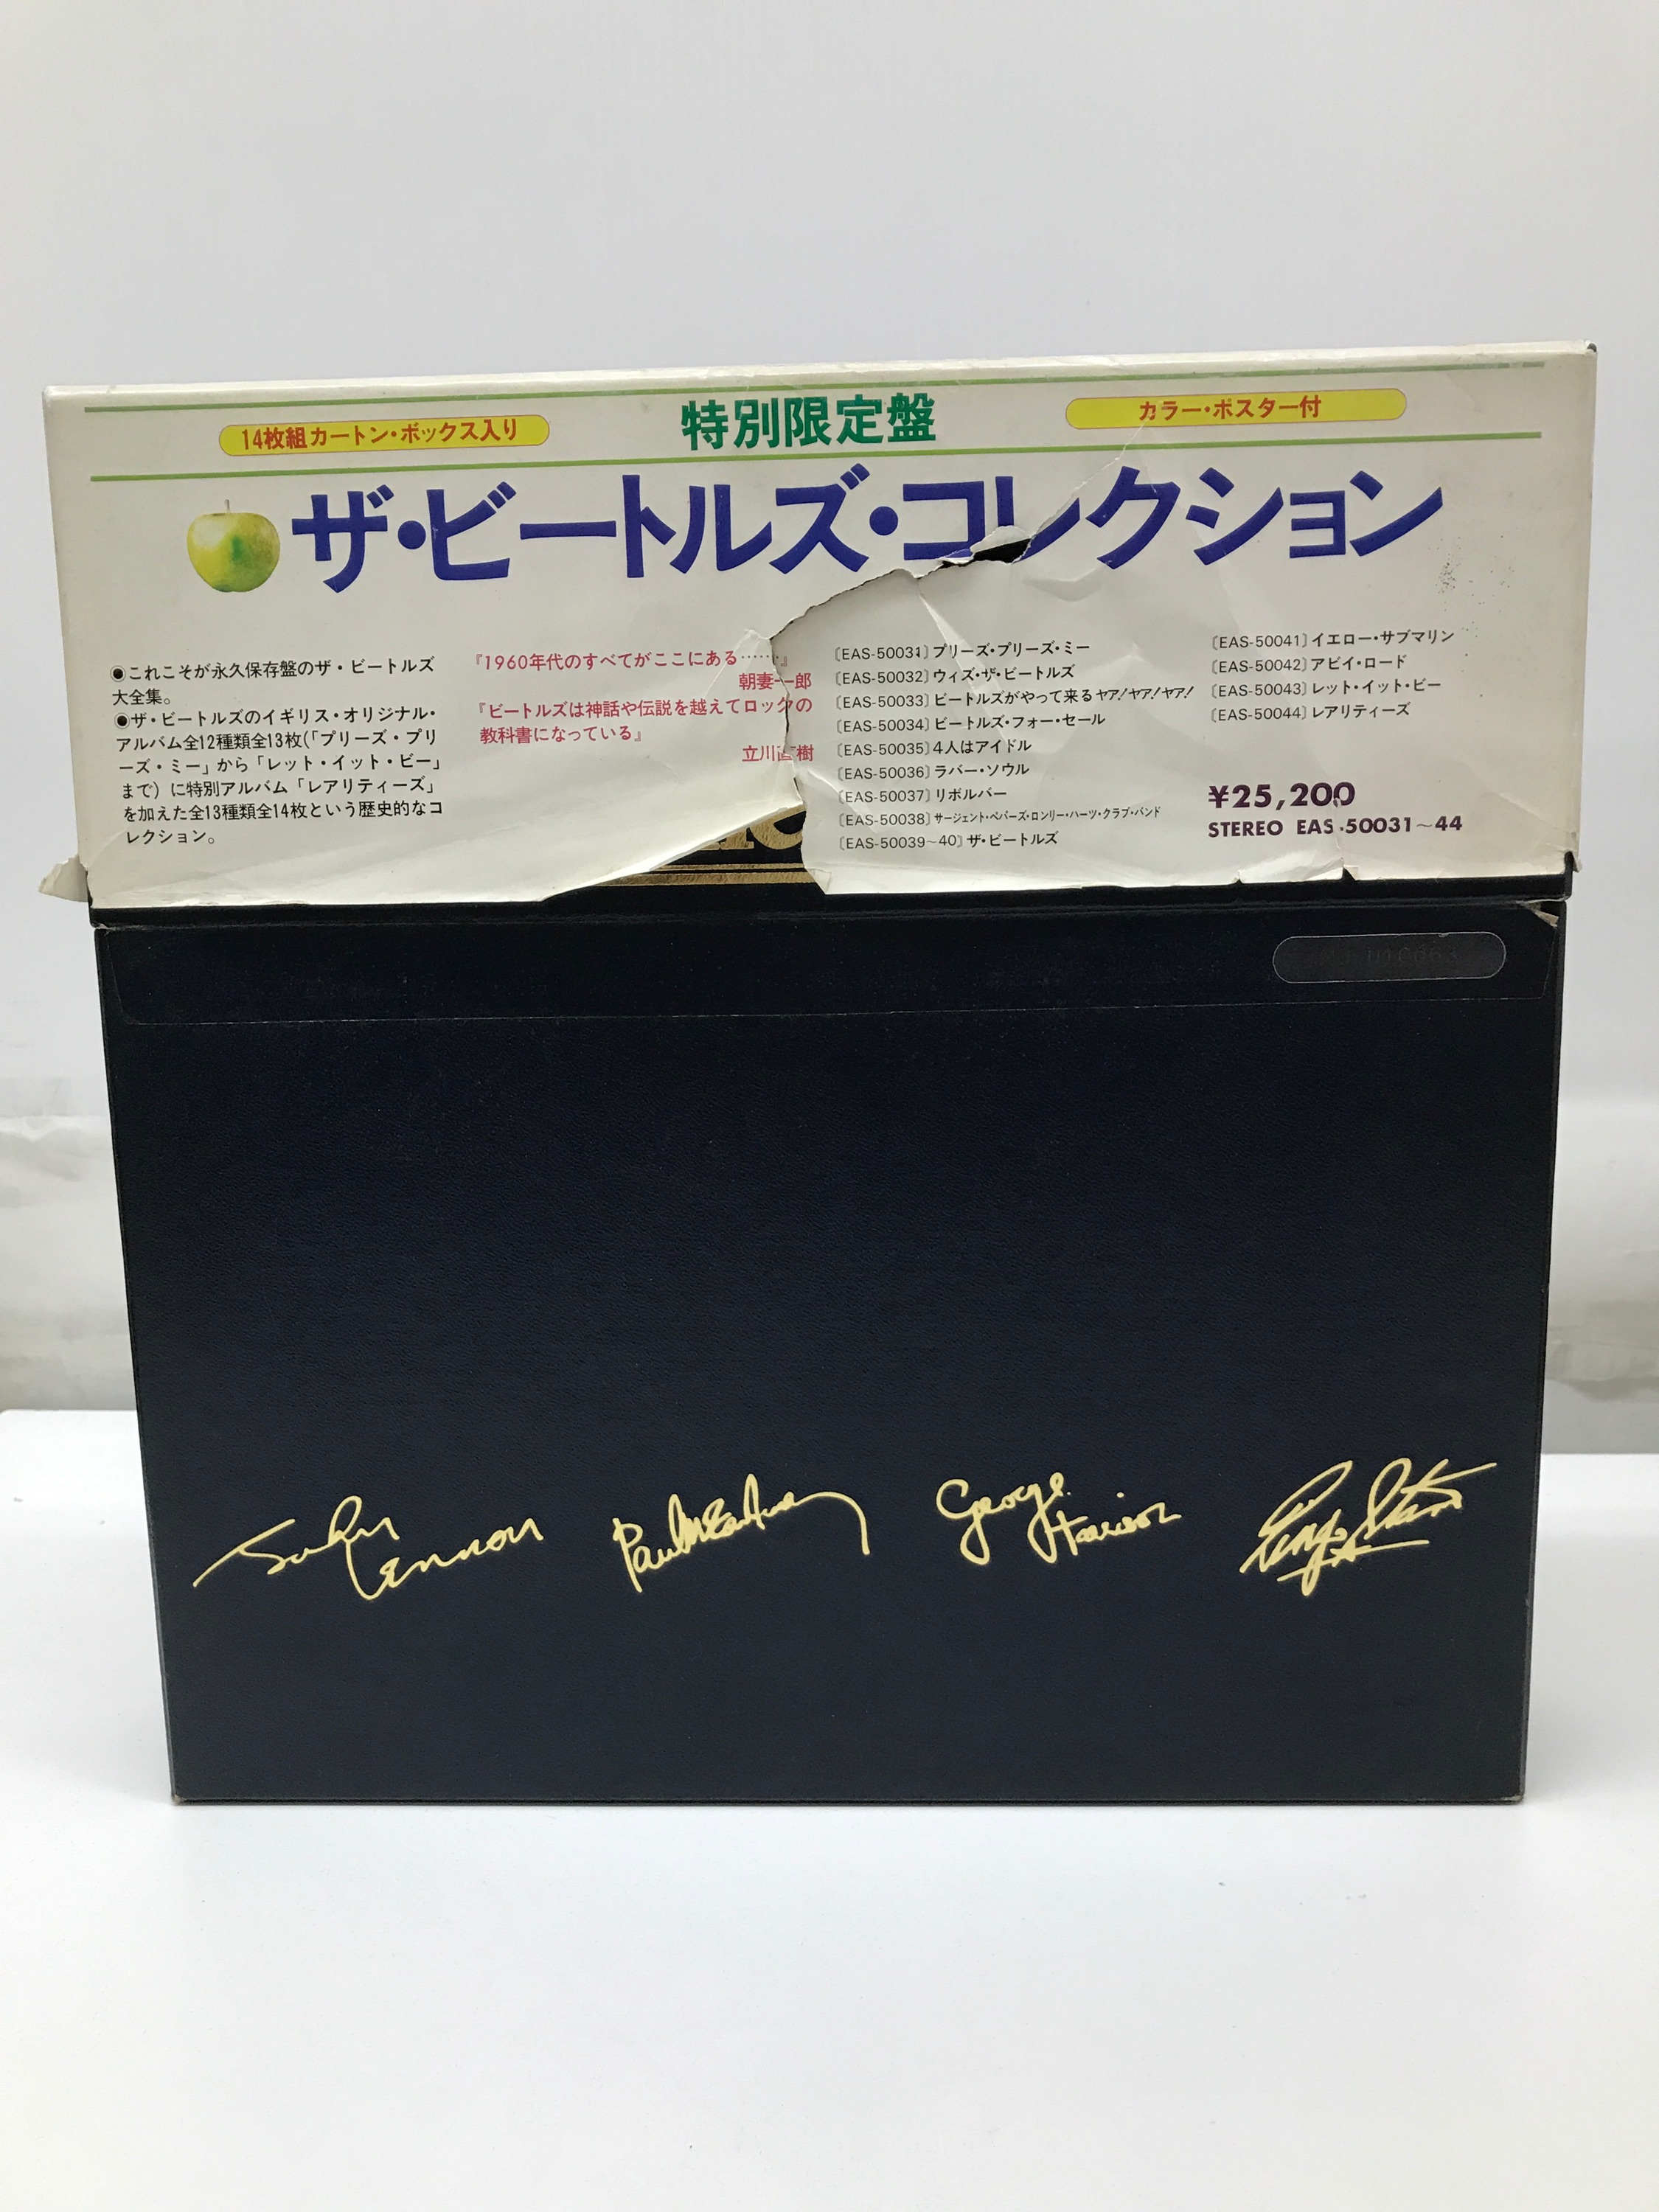 14枚組カートン・ボックス入り
特別限定盤
カラー・ポスター付
ザ・ビートルズ・コレクション
◉これこそが永久保存盤のザ・ビートルズ
大全集。
◉ザ・ビートルズのイギリス・オリジナル・
アルバム全12種類全13枚(「プリーズ・プリ
ーズ・ミー」から「レット・イット・ビー」
まで）に特別アルバム「レアリティーズ」
を加えた全13種類全14枚という歴史的なコ
レクション。
『1960年代のすべてがここにある……』
朝妻一郎
『ビートルズは神話や伝説を越えてロックの
教科書になっている』
立川直樹
〔EAS-50031〕プリーズ・プリーズ・ミー
〔EAS-50032〕ウィズ・ザ・ビートルズ
〔EAS-50033〕ビートルズがやって来るヤァ!ヤァ!ヤァ!
〔EAS-50034〕ビートルズ・フォー・セール
〔EAS-50035〕4人はアイドル
〔EAS-50036〕ラバー・ソウル
〔EAS-50037〕リボルバー
〔EAS-50038〕サージェント・ペパーズ・ロンリー・ハーツ・クラブ・バンド
〔EAS-50039~40〕ザ・ビートルズ
〔EAS-50041〕イエロー・サブマリン
〔EAS-50042〕アビイ・ロード
〔EAS-50043〕レット・イット・ビー
〔EAS-50044〕レアリティーズ
¥25,200
STEREO EAS-50031~44
John Lennon
Paul McCartney
George Harrison
Ringo Starr